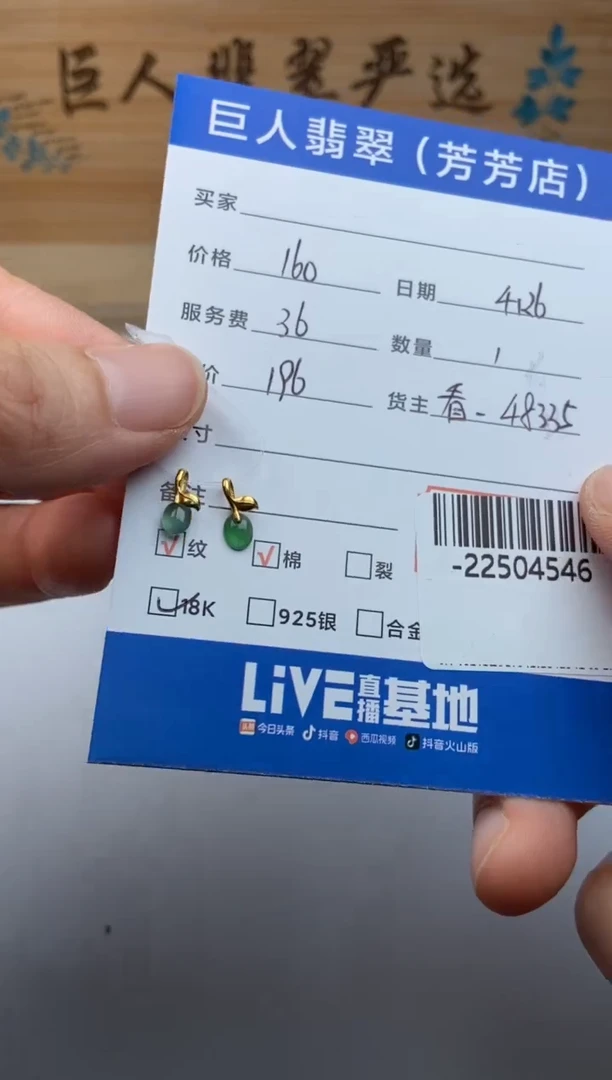 巨人翡翠严选
巨人翡翠（芳芳店）
买家
价格 160 日期 4.26
服务费 36 数量 1
价 196 货主 看-48335
寸
备注
纹 棉 裂
18K 925银 合金
-22504546
LiVE直播基地
头条 今日头条 抖音 西瓜视频 抖音火山版